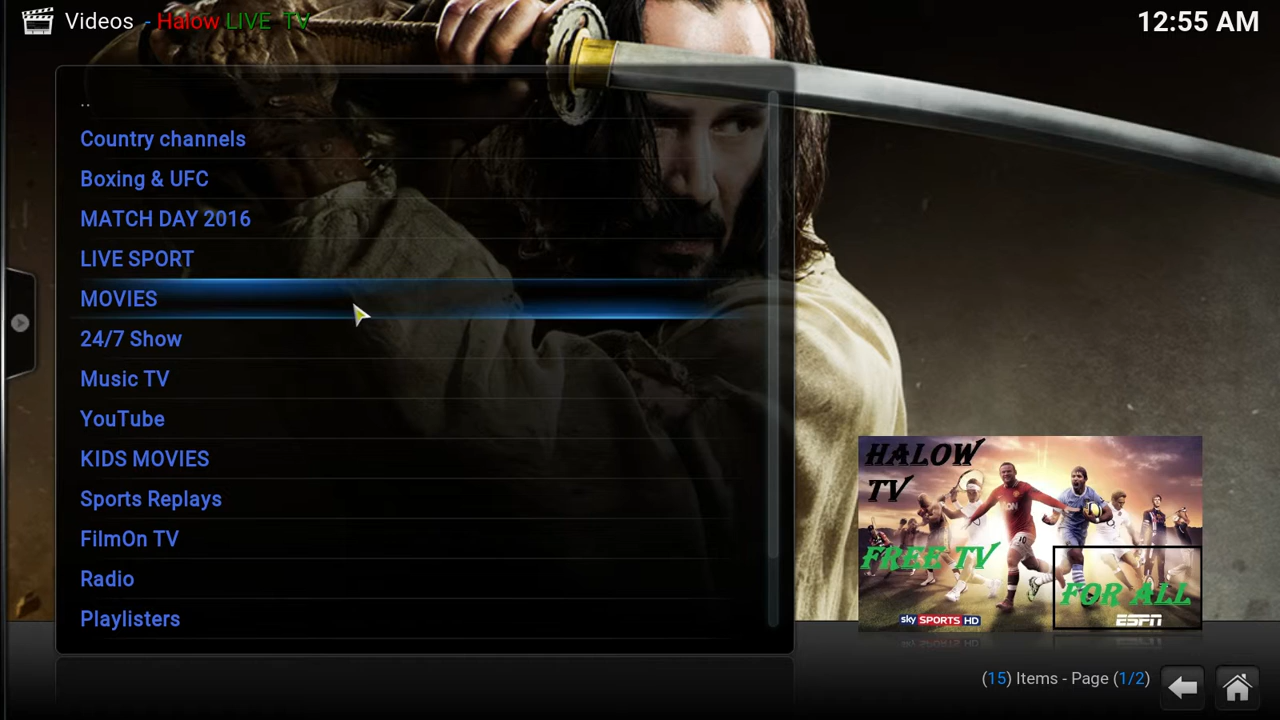 Videos - Halow LIVE TV
12:55 AM
..
Country channels
Boxing & UFC
MATCH DAY 2016
LIVE SPORT
MOVIES
24/7 Show
Music TV
YouTube
KIDS MOVIES
Sports Replays
FilmOn TV
Radio
Playlisters
HALOW
TV
FREE TV
FOR ALL
sky SPORTS HD
ESPN
(15) Items - Page (1/2)